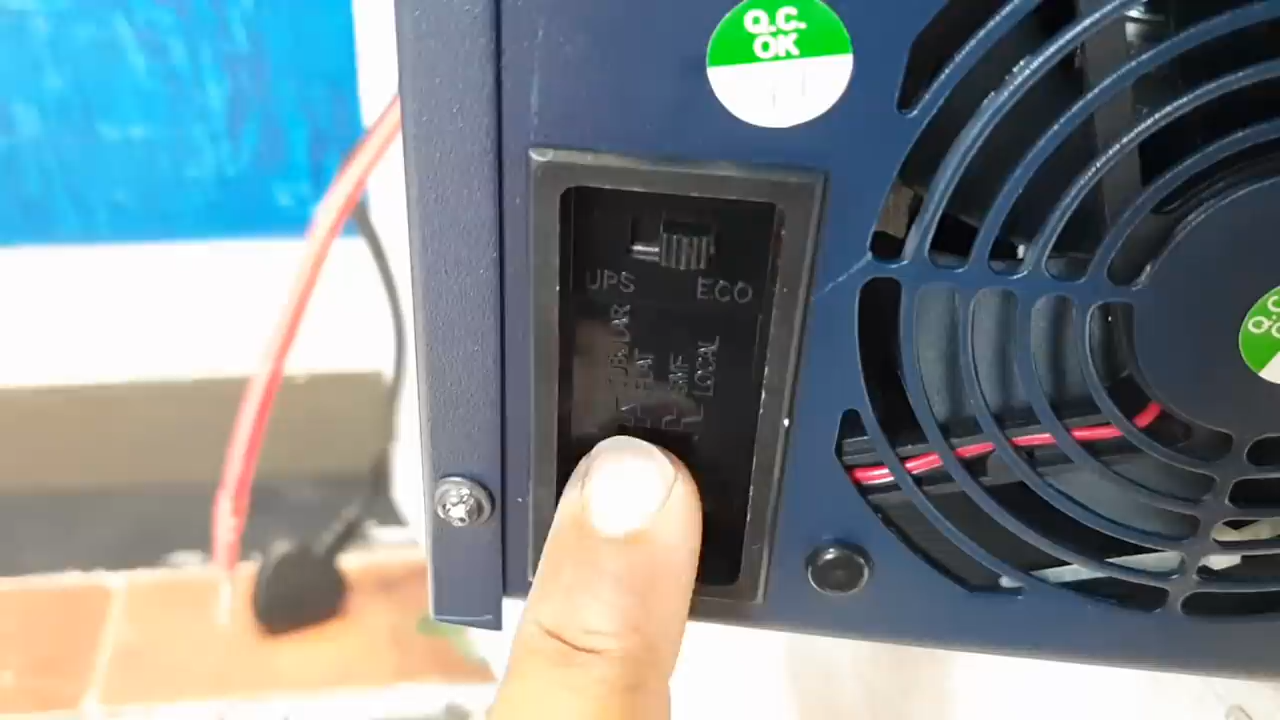 Q.C.
OK
UPS ECO
TUBULAR
FLAT
SMF
LOCAL
Q.C